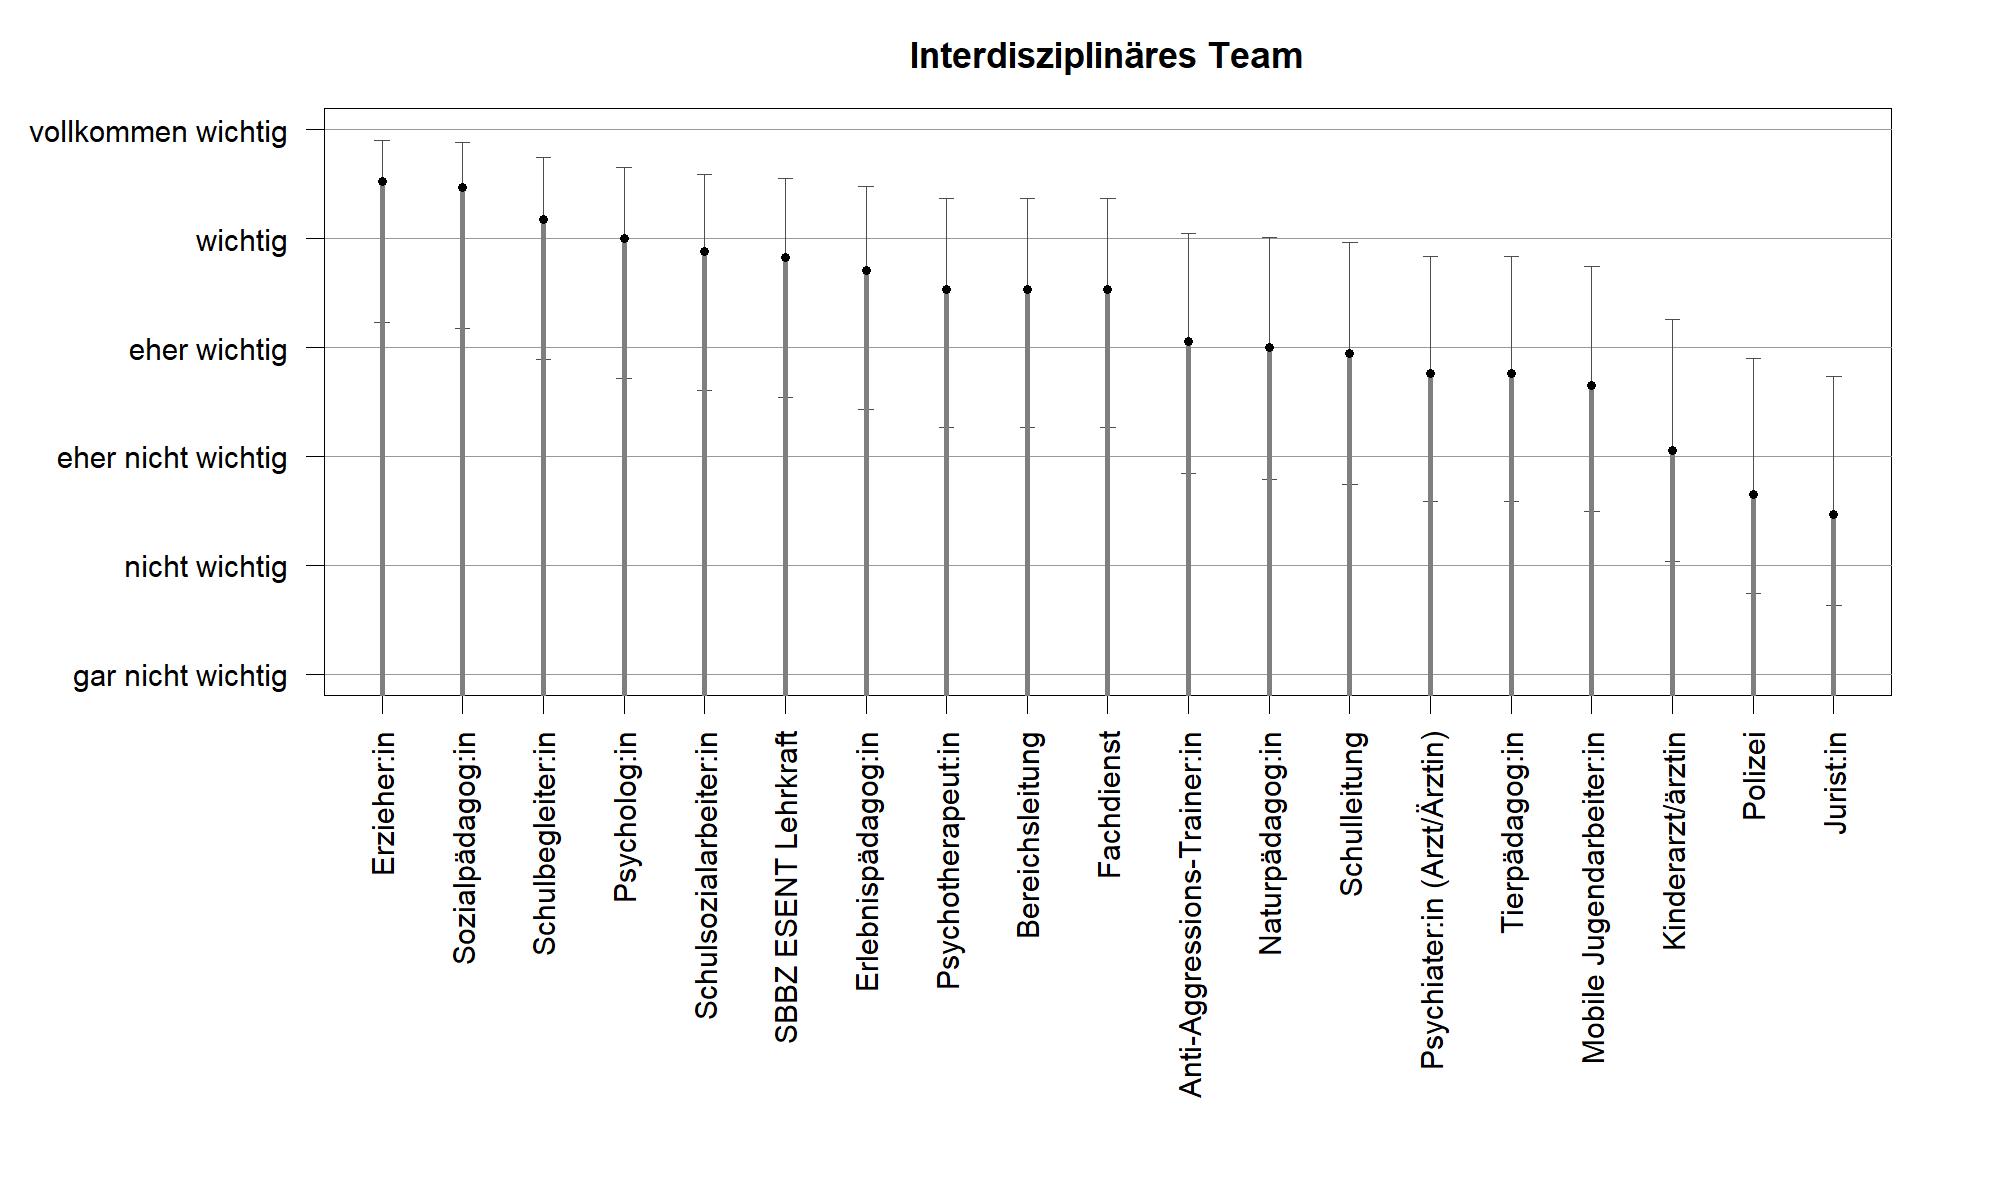 Interdisziplinäres Team
vollkommen wichtig
wichtig
eher wichtig
eher nicht wichtig
nicht wichtig
gar nicht wichtig
Erzieher:in
Sozialpädagog:in
Schulbegleiter:in
Psycholog:in
Schulsozialarbeiter:in
SBBZ ESENT Lehrkraft
Erlebnispädagog:in
Psychotherapeut:in
Bereichsleitung
Fachdienst
Anti-Aggressions-Trainer:in
Naturpädagog:in
Schulleitung
Psychiater:in (Arzt/Ärztin)
Tierpädagog:in
Mobile Jugendarbeiter:in
Kinderarzt/ärztin
Polizei
Jurist:in